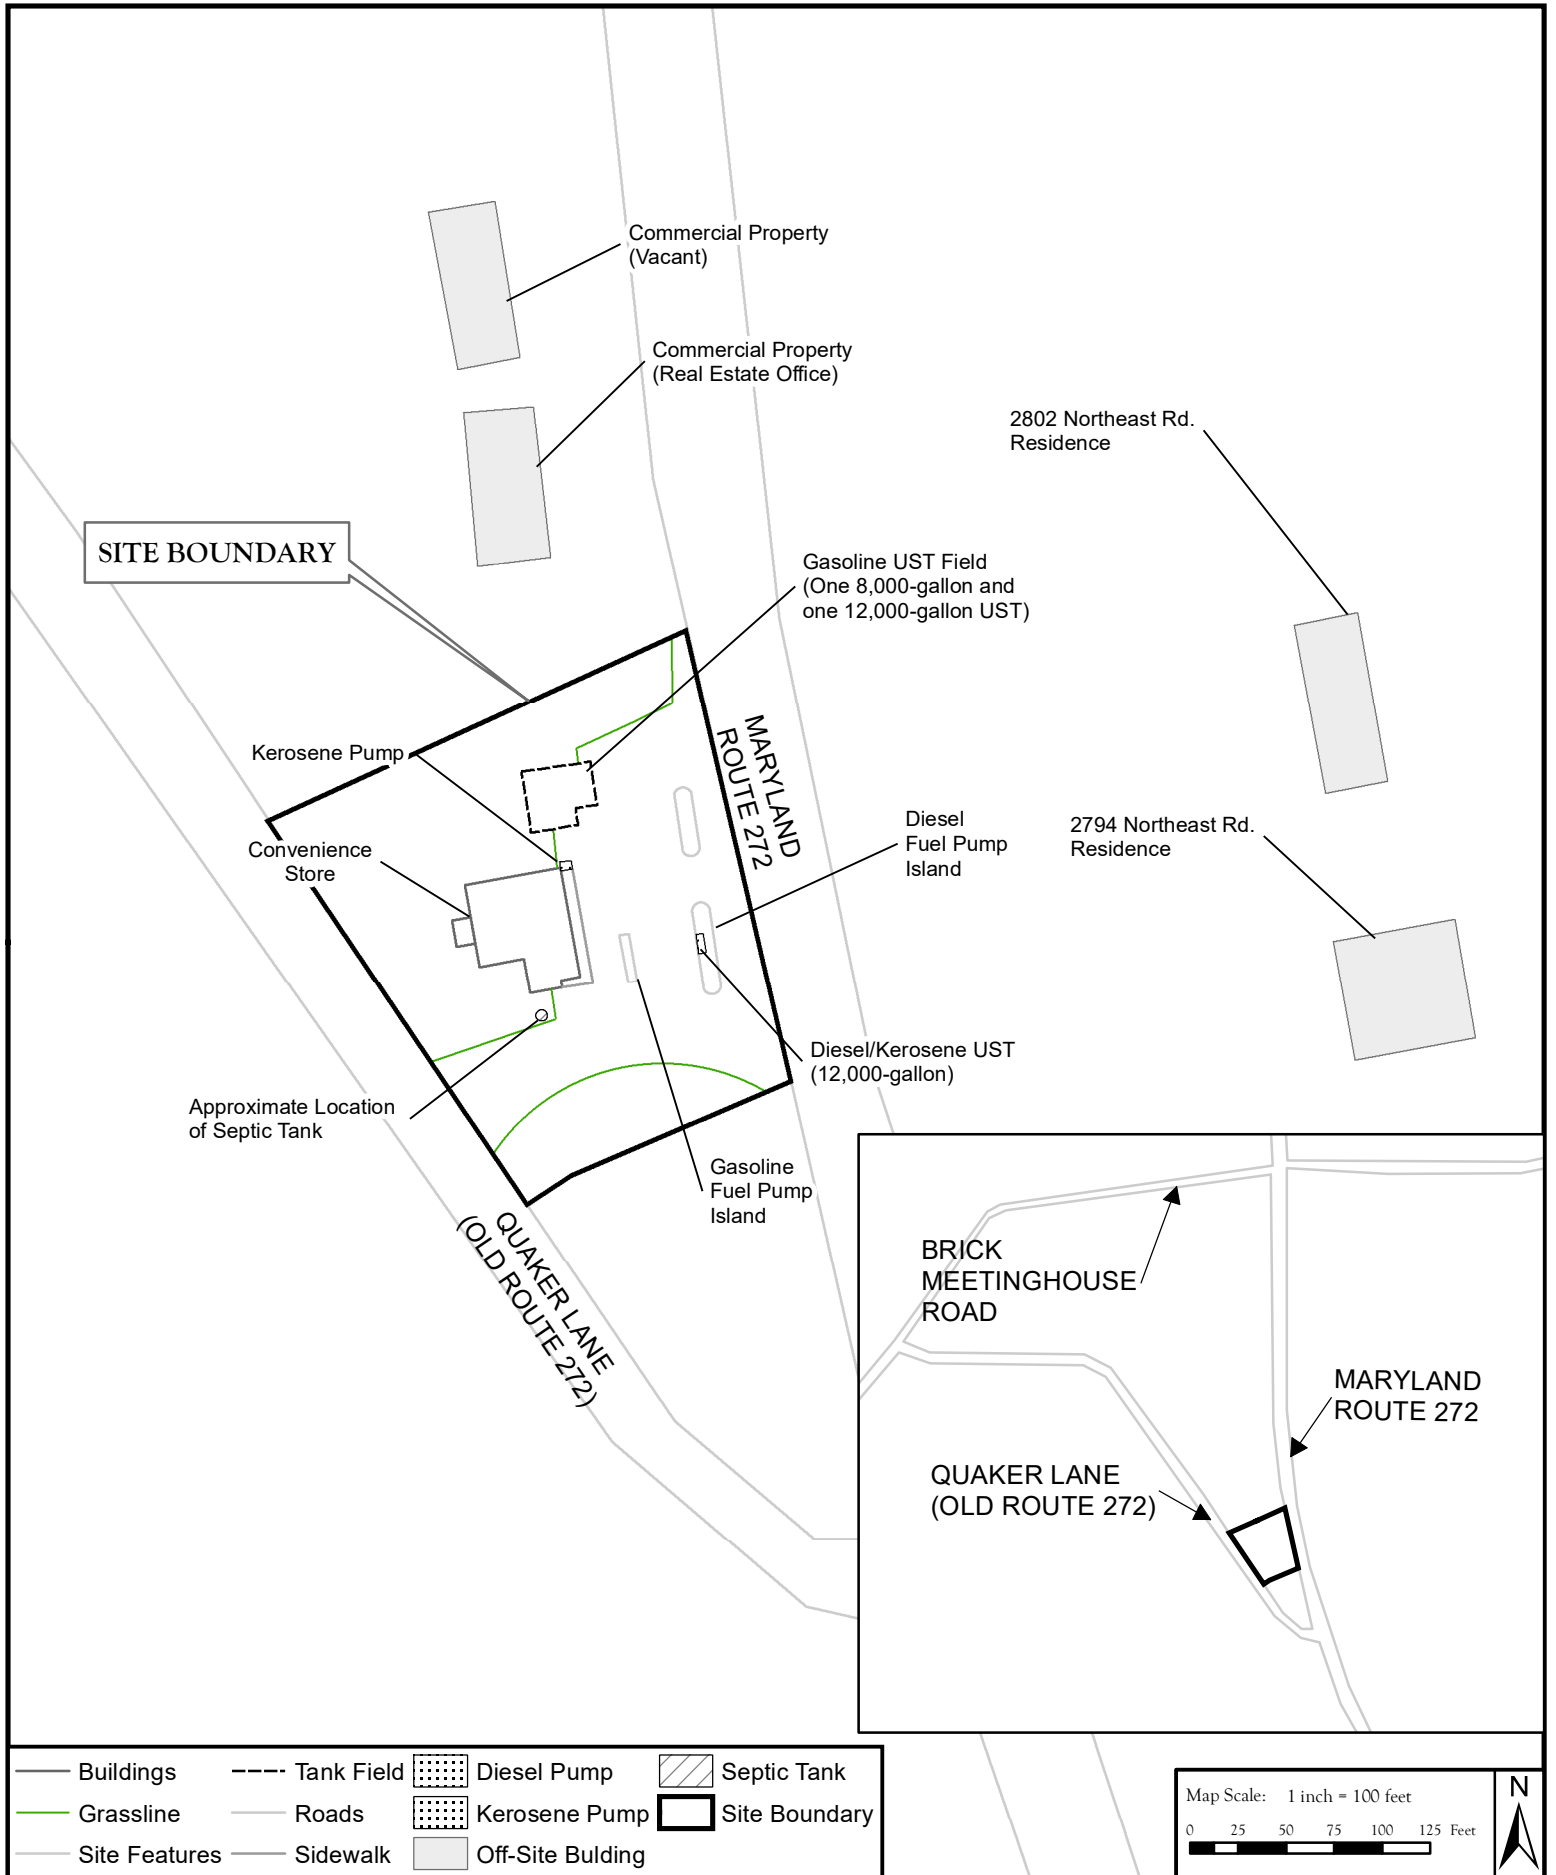 Commercial Property
(Vacant)
Commercial Property
(Real Estate Office)
2802 Northeast Rd.
Residence
SITE BOUNDARY
Gasoline UST Field
(One 8,000-gallon and
one 12,000-gallon UST)
Kerosene Pump
MARYLAND
ROUTE 272
Convenience
Store
Diesel
Fuel Pump
Island
2794 Northeast Rd.
Residence
Diesel/Kerosene UST
(12,000-gallon)
Approximate Location
of Septic Tank
Gasoline
Fuel Pump
Island
QUAKER LANE
(OLD ROUTE 272)
BRICK
MEETINGHOUSE
ROAD
MARYLAND
ROUTE 272
QUAKER LANE
(OLD ROUTE 272)
Buildings
Tank Field
Diesel Pump
Septic Tank
Grassline
Roads
Kerosene Pump
Site Boundary
Site Features
Sidewalk
Off-Site Bulding
Map Scale: 1 inch = 100 feet
0 25 50 75 100 125 Feet
N